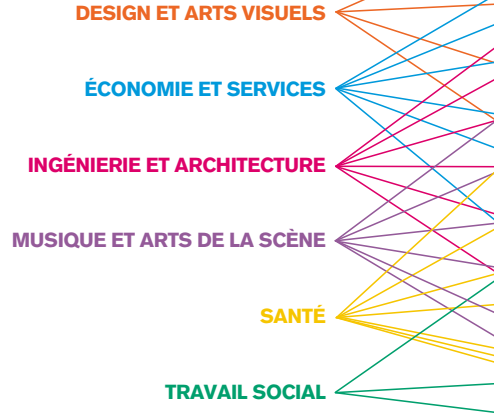 DESIGN ET ARTS VISUELS
ÉCONOMIE ET SERVICES
INGÉNIERIE ET ARCHITECTURE
MUSIQUE ET ARTS DE LA SCÈNE
SANTÉ
TRAVAIL SOCIAL